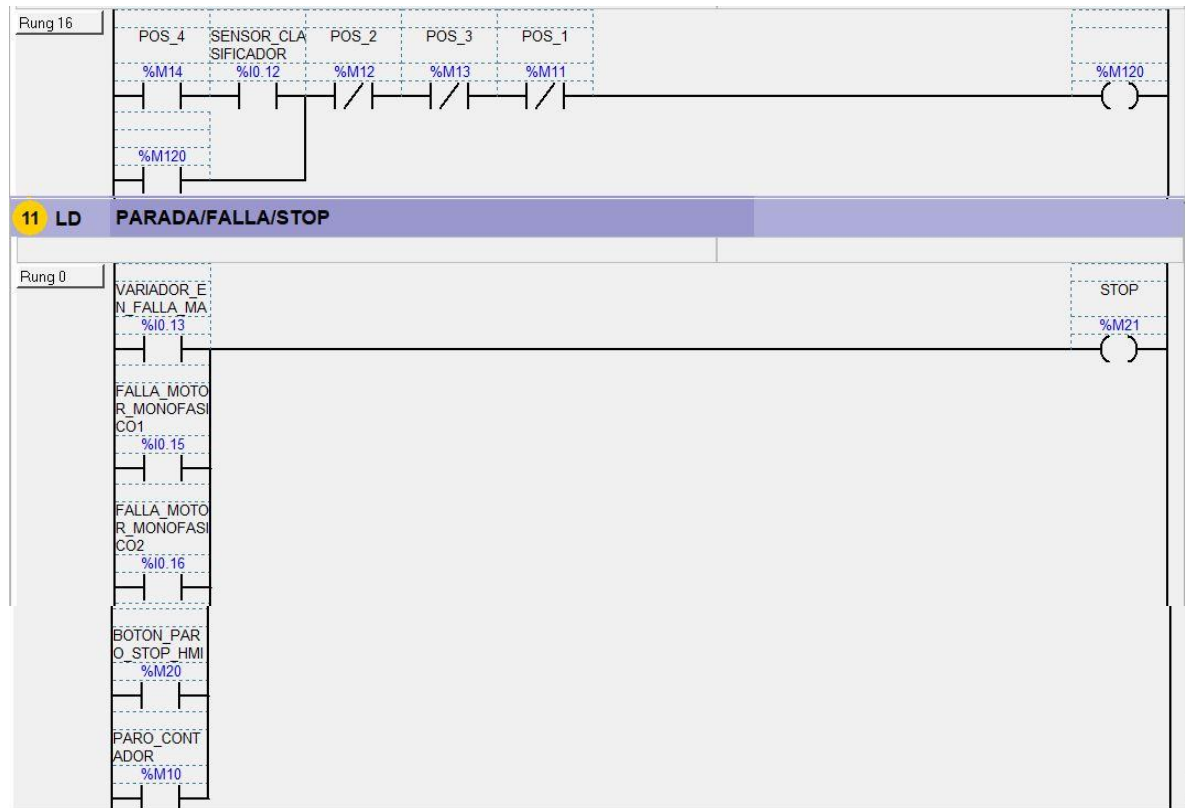 Rung 16
POS_4 SENSOR_CLA POS_2 POS_3 POS_1
SIFICADOR
%M14 %I0.12 %M12 %M13 %M11 %M120
%M120
11 LD PARADA/FALLA/STOP
Rung 0
VARIADOR_E STOP
N_FALLA_MA
%I0.13 %M21
FALLA_MOTO
R_MONOFASI
CO1
%I0.15
FALLA_MOTO
R_MONOFASI
CO2
%I0.16
BOTON_PAR
O_STOP_HMI
%M20
PARO_CONT
ADOR
%M10